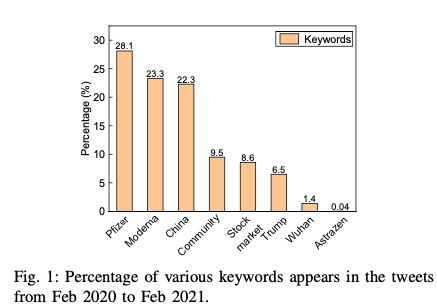 Keywords
Percentage (%)
30
25
20
15
10
5
0
28.1
23.3
22.3
9.5
8.6
6.5
1.4
0.04
Pfizer
Moderna
China
Community
Stock
market
Trump
Wuhan
Astrazen
Fig. 1: Percentage of various keywords appears in the tweets
from Feb 2020 to Feb 2021.